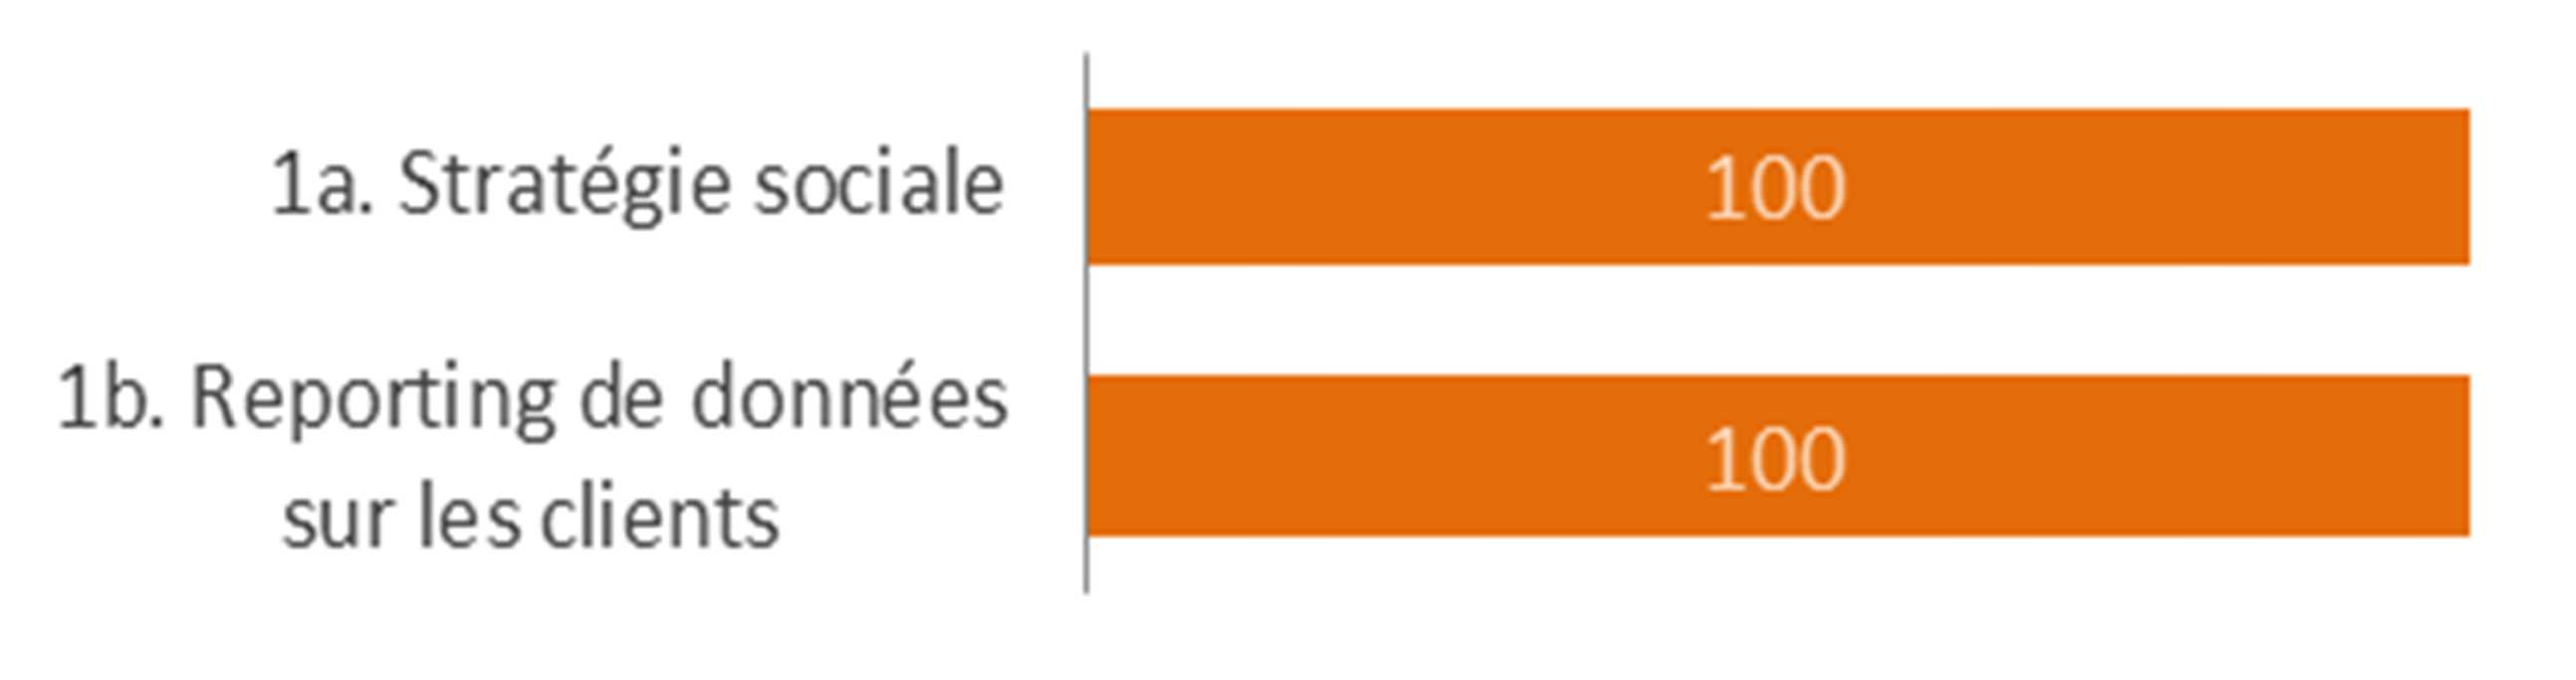 1a. Stratégie sociale
100
1b. Reporting de données
sur les clients
100